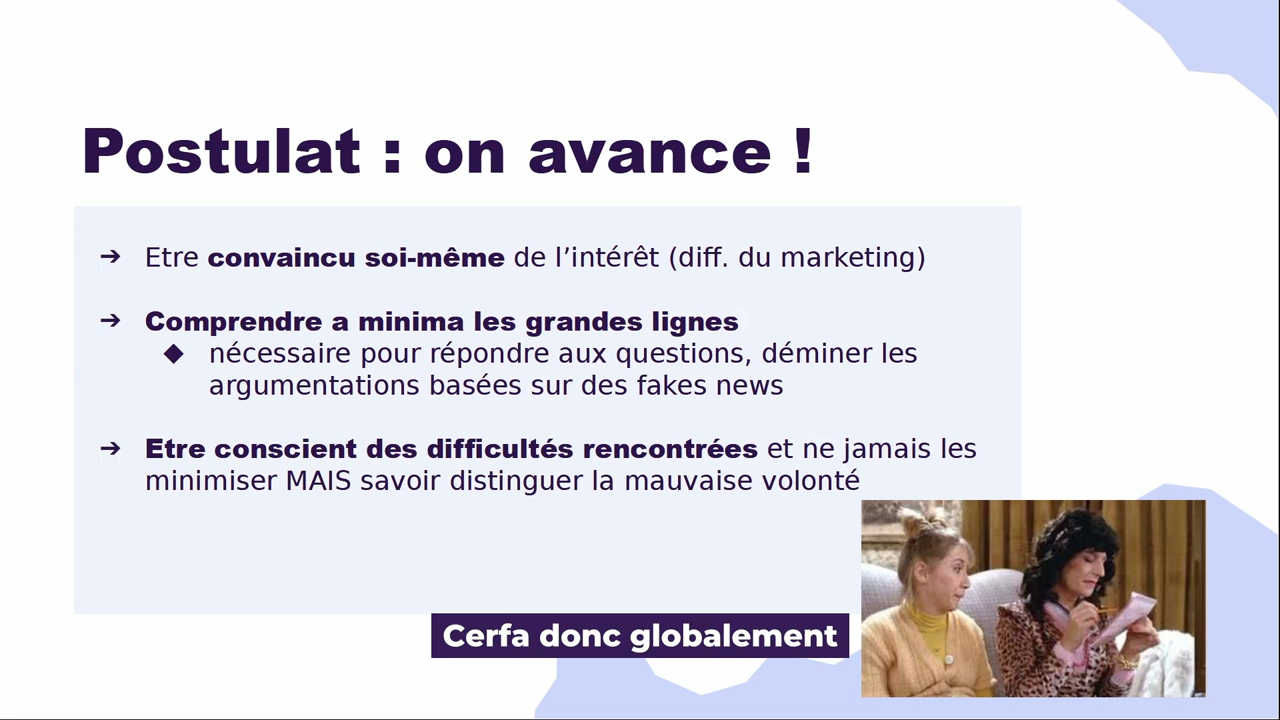 Postulat : on avance !
➔ Etre convaincu soi-même de l’intérêt (diff. du marketing)
➔ Comprendre a minima les grandes lignes
◆ nécessaire pour répondre aux questions, déminer les
argumentations basées sur des fakes news
➔ Etre conscient des difficultés rencontrées et ne jamais les
minimiser MAIS savoir distinguer la mauvaise volonté
Cerfa donc globalement